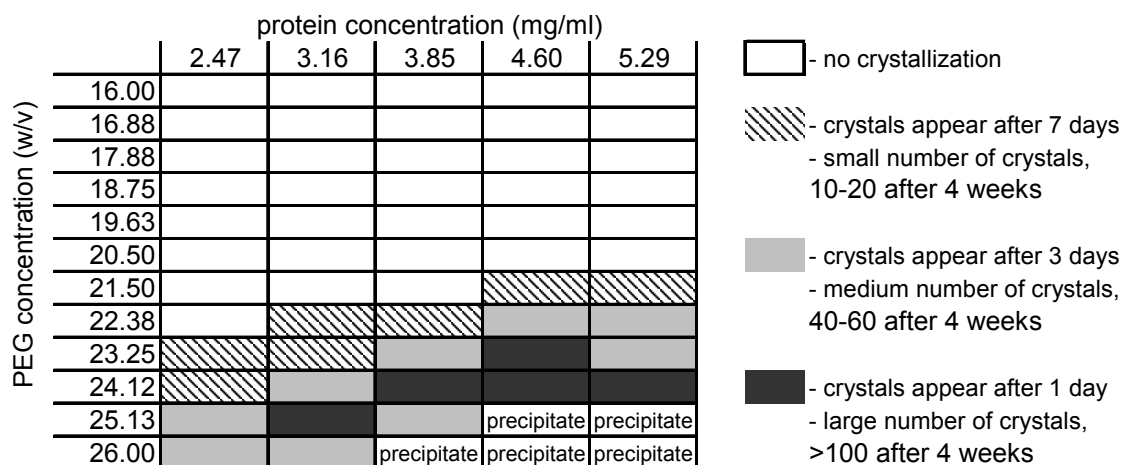 protein concentration (mg/ml)
2.47 3.16 3.85 4.60 5.29
PEG concentration (w/v)
16.00
16.88
17.88
18.75
19.63
20.50
21.50
22.38
23.25
24.12
25.13 precipitate precipitate
26.00 precipitate precipitate precipitate
- no crystallization
- crystals appear after 7 days
- small number of crystals,
10-20 after 4 weeks
- crystals appear after 3 days
- medium number of crystals,
40-60 after 4 weeks
- crystals appear after 1 day
- large number of crystals,
>100 after 4 weeks